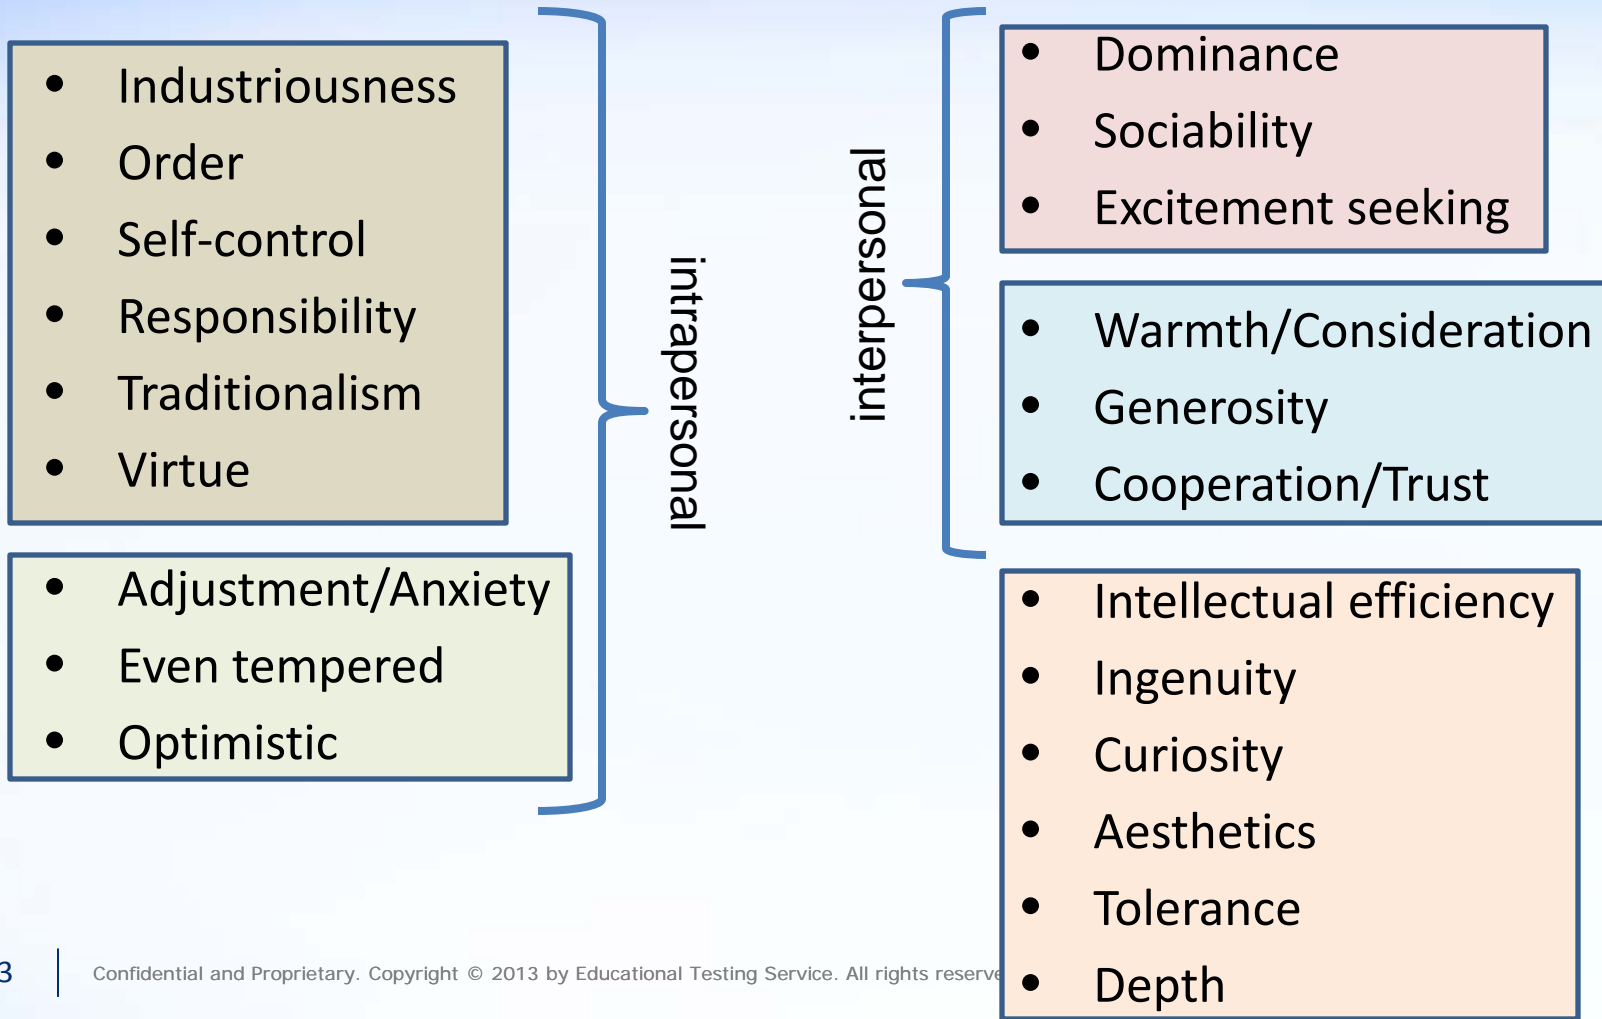 • Industriousness
• Order
• Self-control
• Responsibility
• Traditionalism
• Virtue
• Adjustment/Anxiety
• Even tempered
• Optimistic
intrapersonal
interpersonal
• Dominance
• Sociability
• Excitement seeking
• Warmth/Consideration
• Generosity
• Cooperation/Trust
• Intellectual efficiency
• Ingenuity
• Curiosity
• Aesthetics
• Tolerance
• Depth
3
Confidential and Proprietary. Copyright © 2013 by Educational Testing Service. All rights reserve